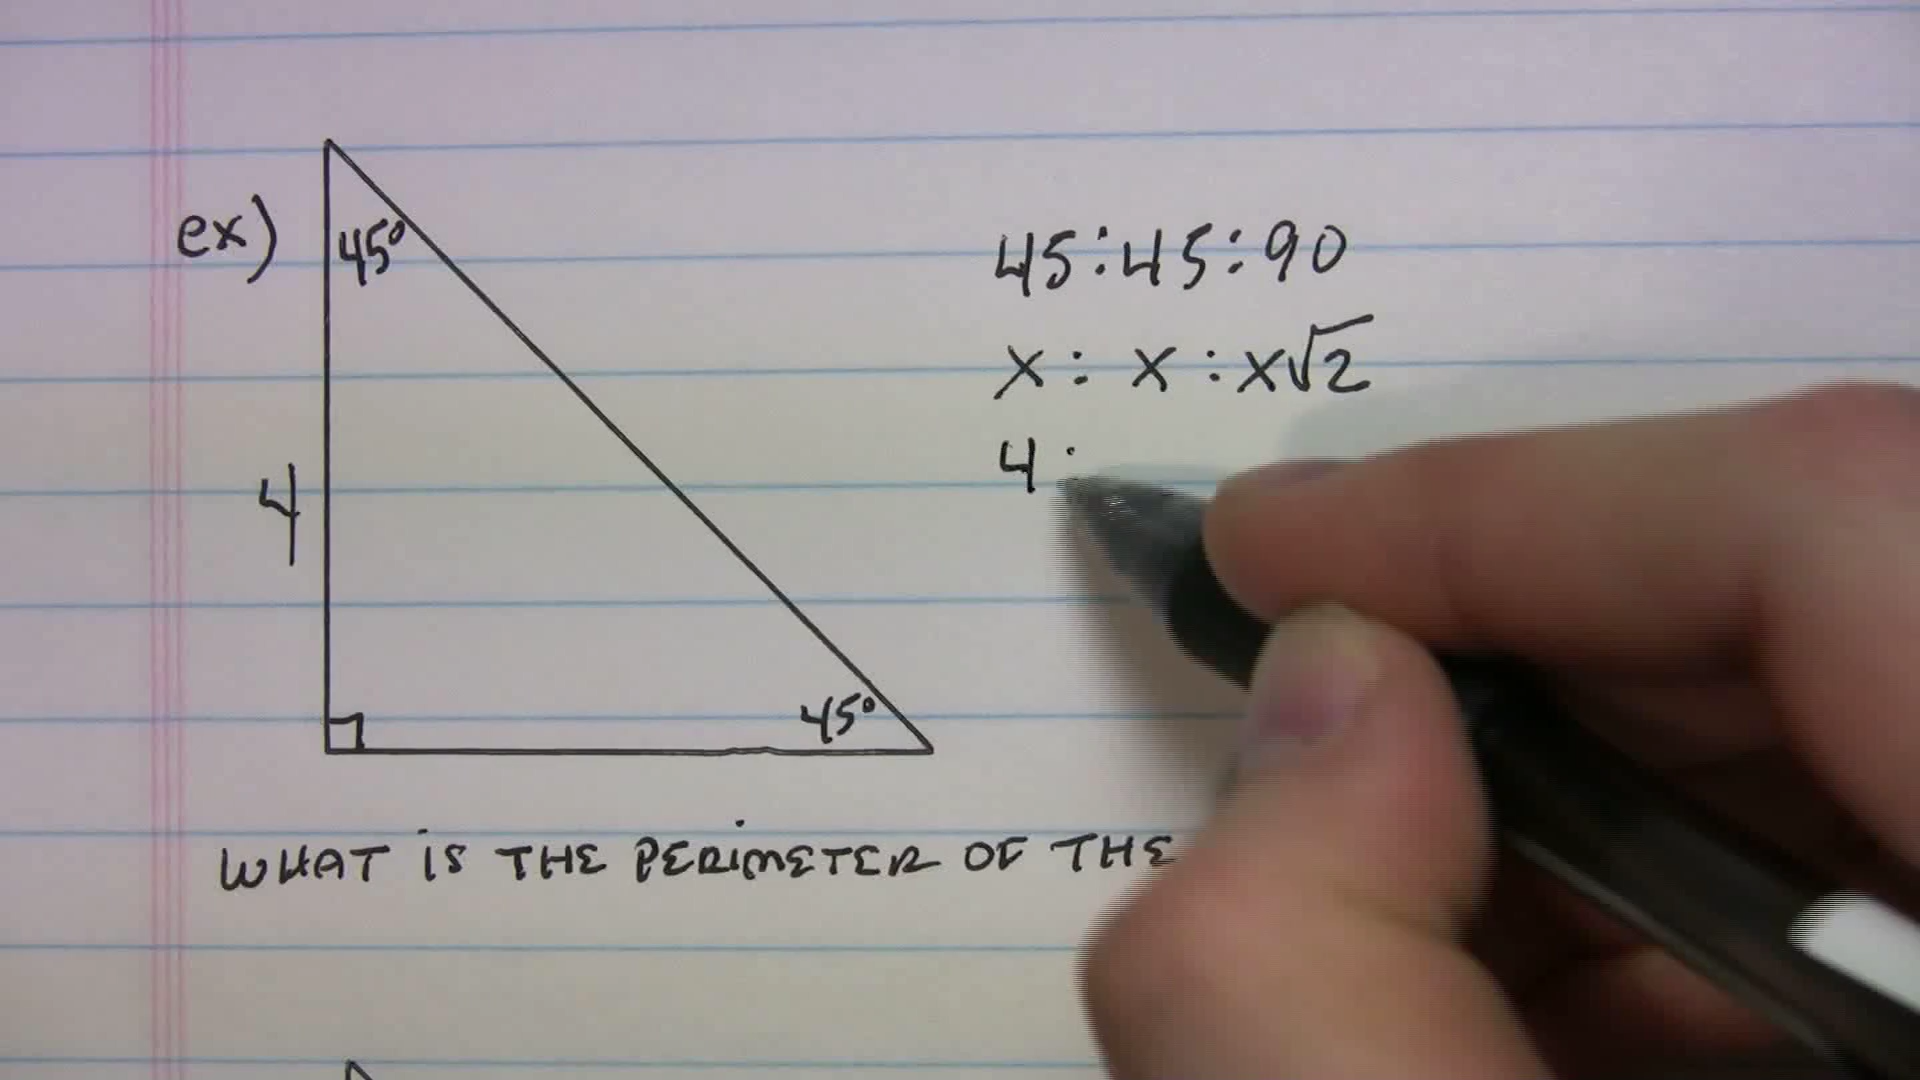 ex)
45°
45:45:90
x : x : x√2
4 :
4
45°
WHAT iS THE PERiMETER OF THE